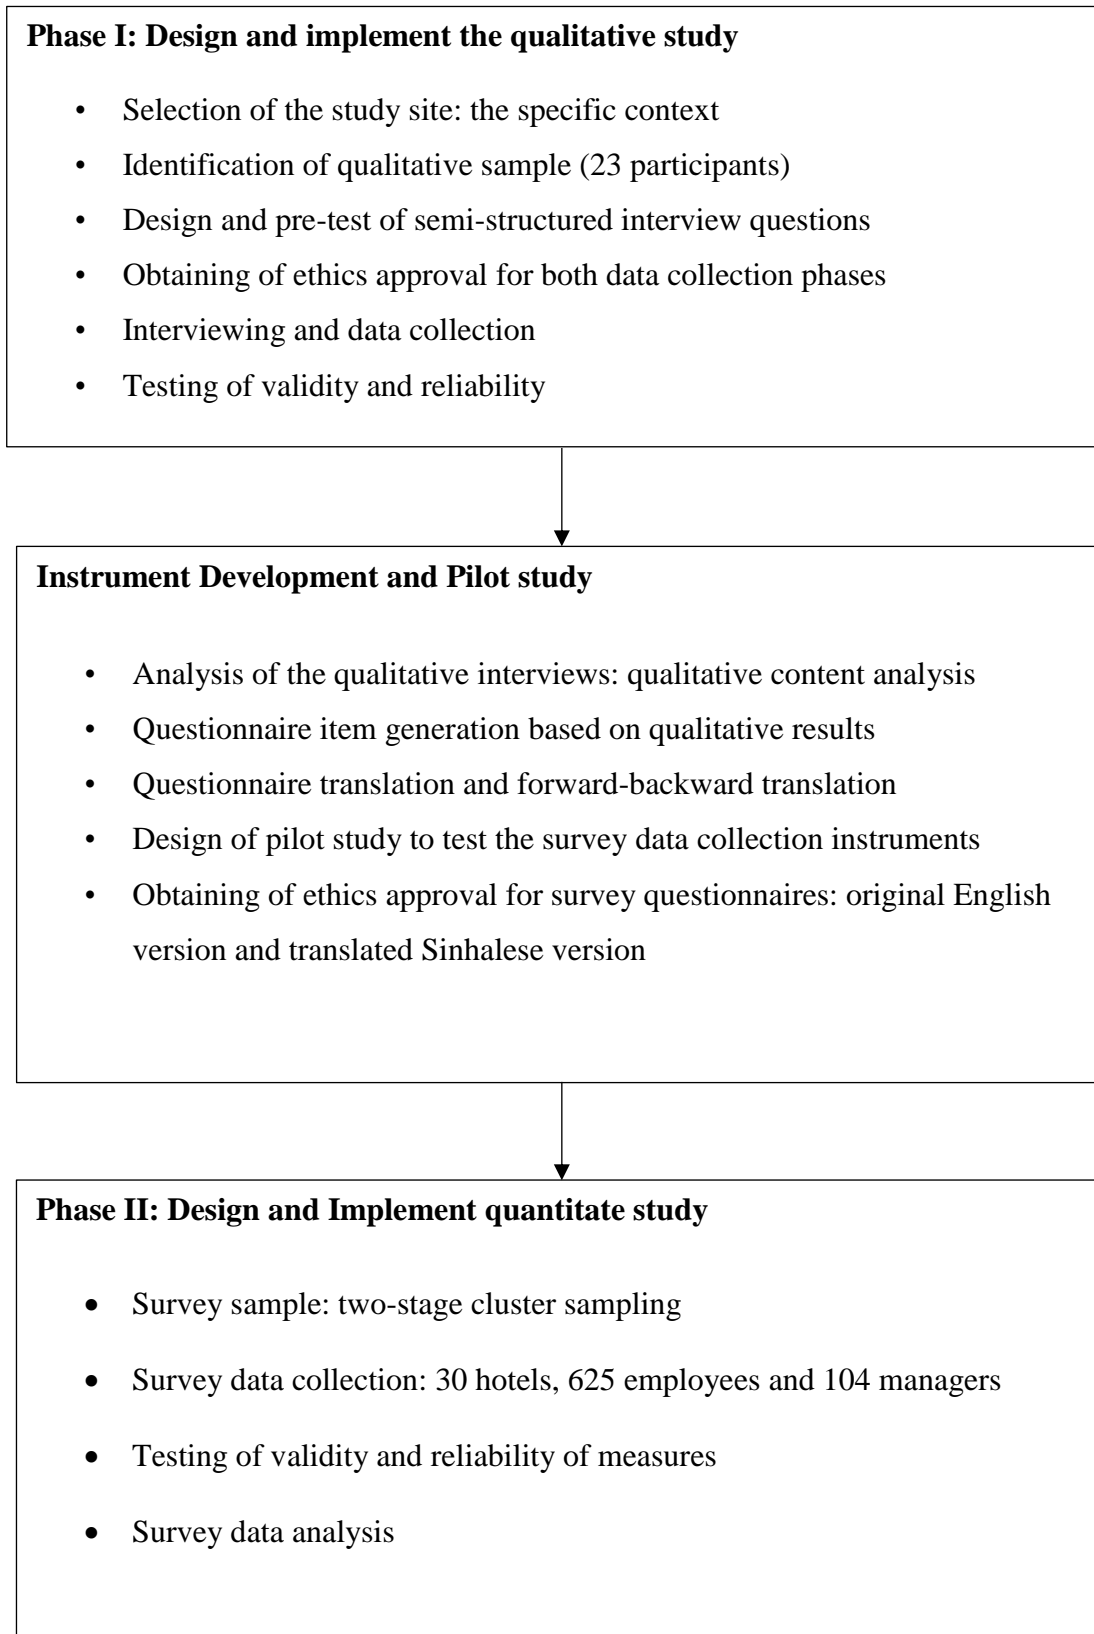 Phase I: Design and implement the qualitative study
• Selection of the study site: the specific context
• Identification of qualitative sample (23 participants)
• Design and pre-test of semi-structured interview questions
• Obtaining of ethics approval for both data collection phases
• Interviewing and data collection
• Testing of validity and reliability
Instrument Development and Pilot study
• Analysis of the qualitative interviews: qualitative content analysis
• Questionnaire item generation based on qualitative results
• Questionnaire translation and forward-backward translation
• Design of pilot study to test the survey data collection instruments
• Obtaining of ethics approval for survey questionnaires: original English
version and translated Sinhalese version
Phase II: Design and Implement quantitate study
• Survey sample: two-stage cluster sampling
• Survey data collection: 30 hotels, 625 employees and 104 managers
• Testing of validity and reliability of measures
• Survey data analysis